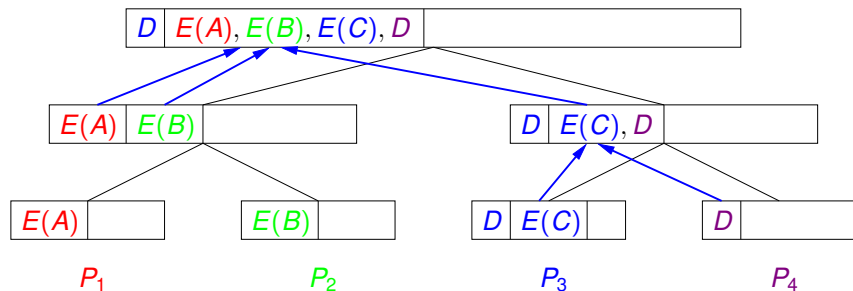 D E(A), E(B), E(C), D
E(A) E(B) D E(C), D
E(A) E(B) D E(C) D
P1 P2 P3 P4